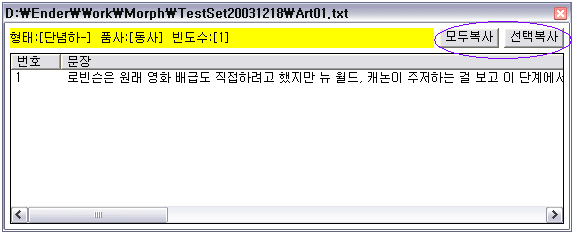 D:₩Ender₩Work₩Morph₩TestSet20031218₩Art01.txt
형태:[단념하-] 품사:[동사] 빈도수:[1]
모두복사 선택복사
번호 문장
1 로빈슨은 원래 영화 배급도 직접하려고 했지만 뉴 월드, 캐논이 주저하는 걸 보고 이 단계에서